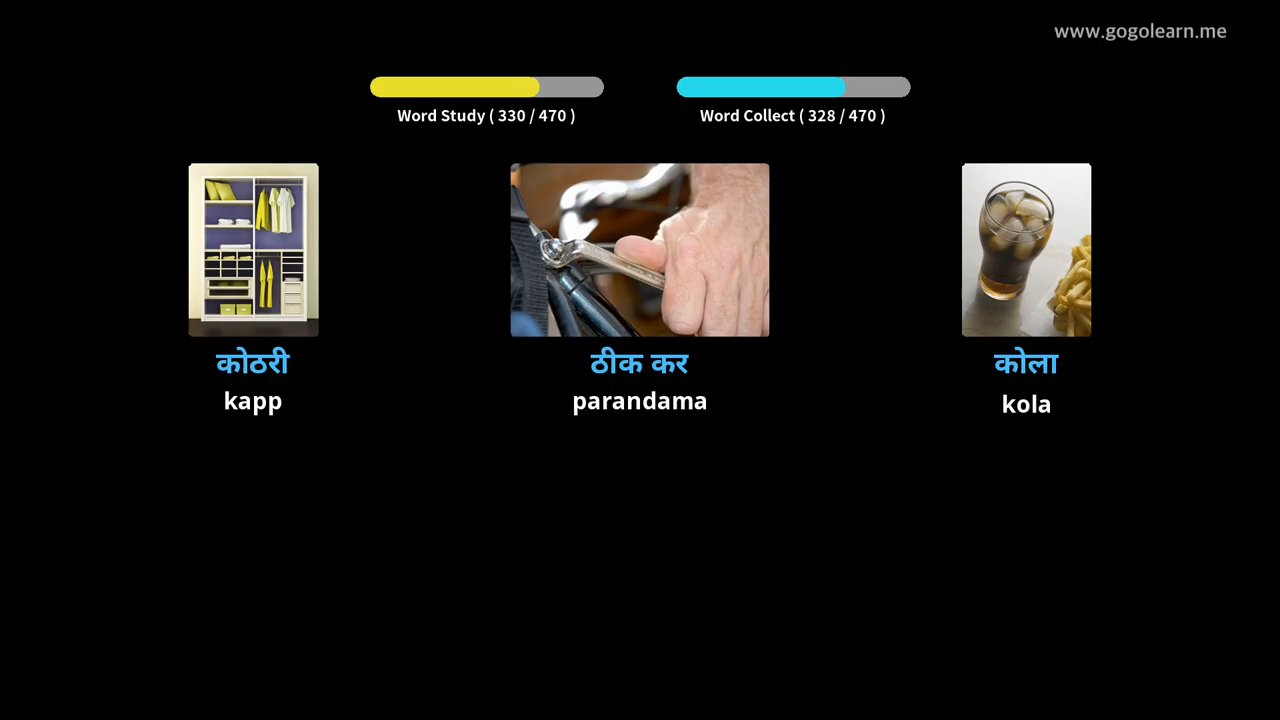 www.gogolearn.me
Word Study ( 330 / 470 )
Word Collect ( 328 / 470 )
कोठरी
ठीक कर
कोला
kapp
parandama
kola